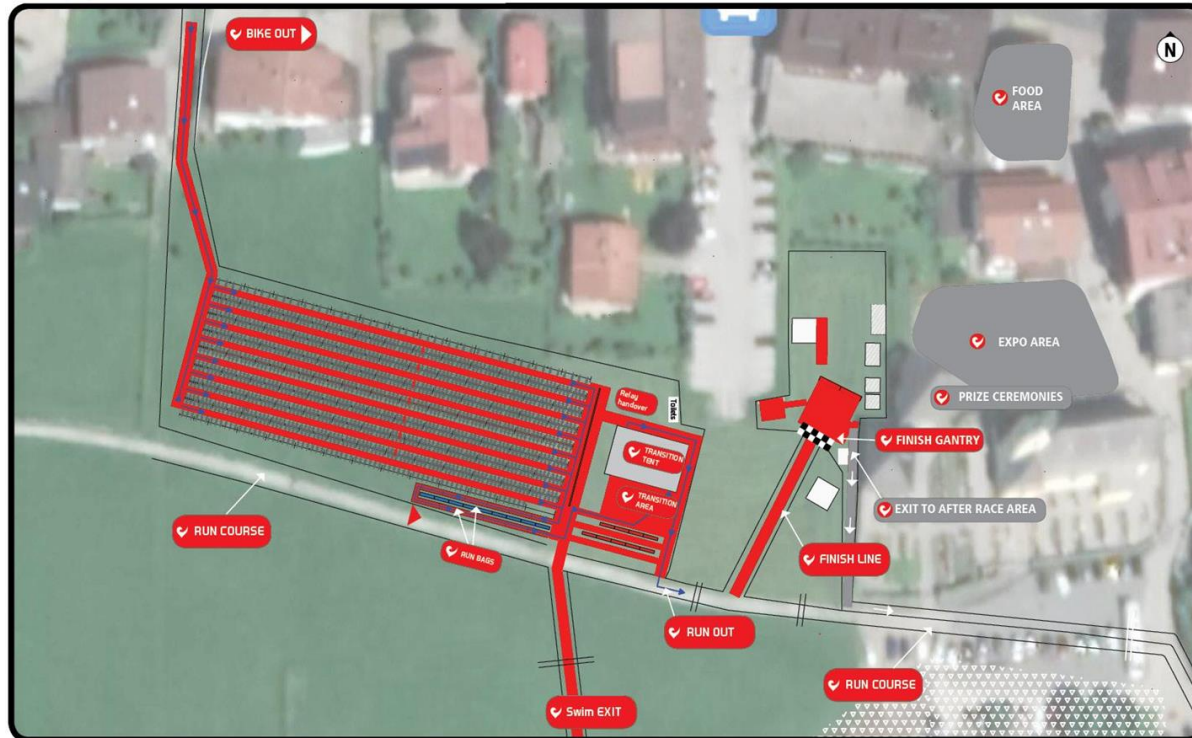 BIKE OUT
N
FOOD
AREA
EXPO AREA
PRIZE CEREMONIES
Relay
handover
Toilets
TRANSITION
TENT
FINISH GANTRY
TRANSITION
AREA
EXIT TO AFTER RACE AREA
RUN COURSE
RUN BAGS
FINISH LINE
RUN OUT
RUN COURSE
Swim EXIT